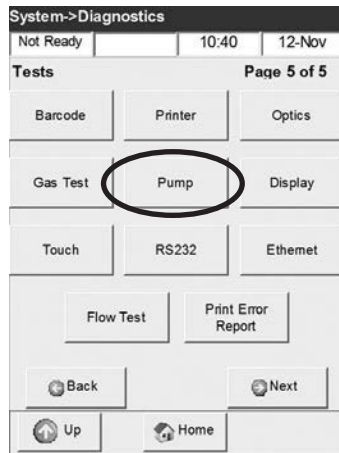 System->Diagnostics
Not Ready 10:40 12-Nov
Tests Page 5 of 5
Barcode Printer Optics
Gas Test Pump Display
Touch RS232 Ethernet
Flow Test Print Error
Report
Back Next
Up Home